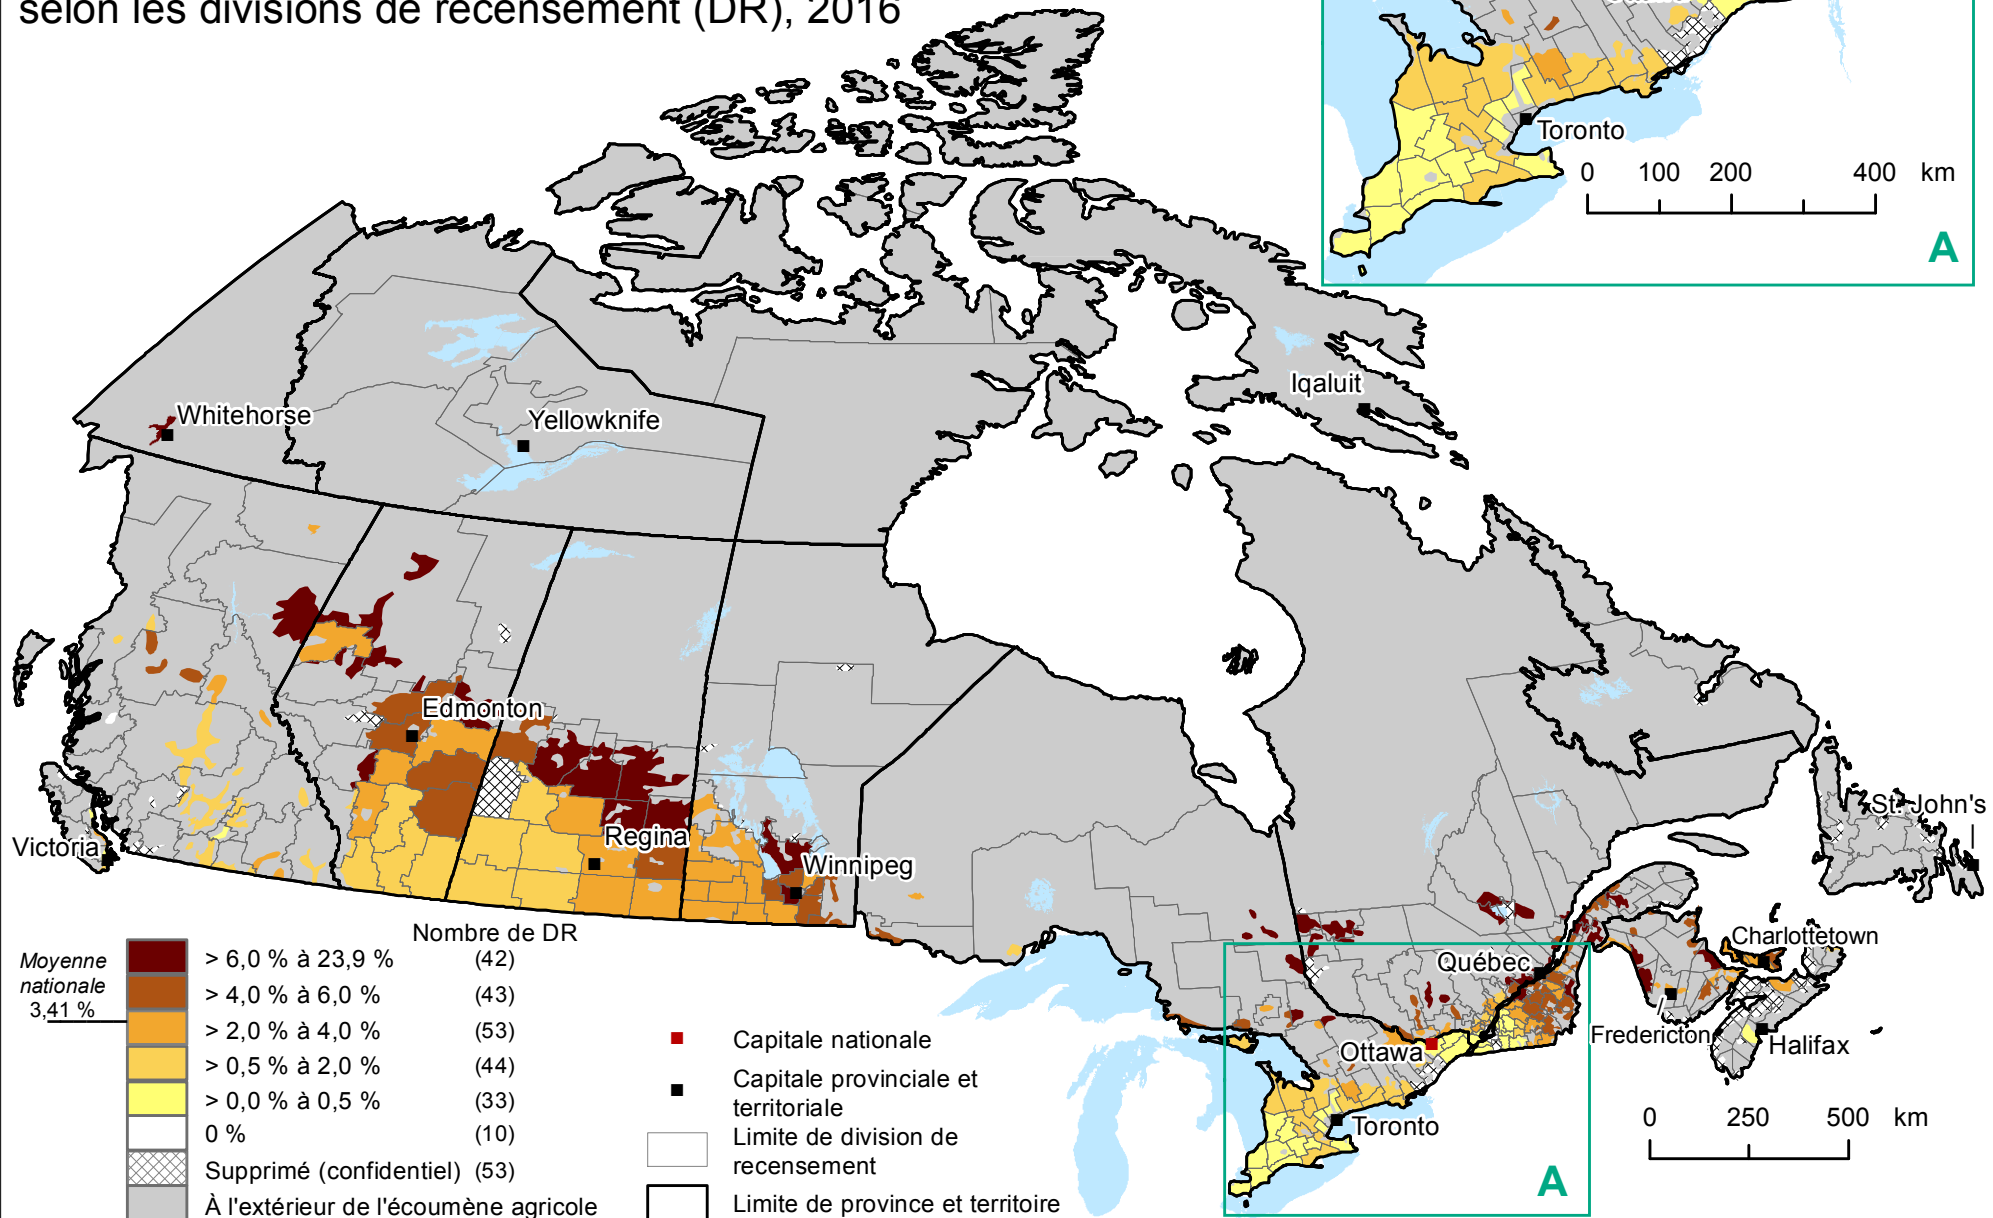 selon les divisions de recensement (DR), 2016
Toronto
0 100 200 400 km
A
Whitehorse
Yellowknife
Iqaluit
Edmonton
Regina
Winnipeg
Victoria
St. John's
Charlottetown
Québec
Fredericton
Halifax
Ottawa
Toronto
A
0 250 500 km
Nombre de DR
Moyenne
nationale
3,41 %
> 6,0 % à 23,9 % (42)
> 4,0 % à 6,0 % (43)
> 2,0 % à 4,0 % (53)
> 0,5 % à 2,0 % (44)
> 0,0 % à 0,5 % (33)
0 % (10)
Supprimé (confidentiel) (53)
À l'extérieur de l'écoumène agricole
Capitale nationale
Capitale provinciale et
territoriale
Limite de division de
recensement
Limite de province et territoire